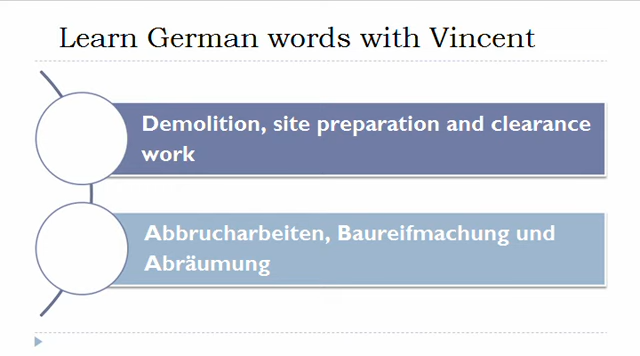 Learn German words with Vincent
Demolition, site preparation and clearance
work
Abbrucharbeiten, Baureifmachung und
Abräumung